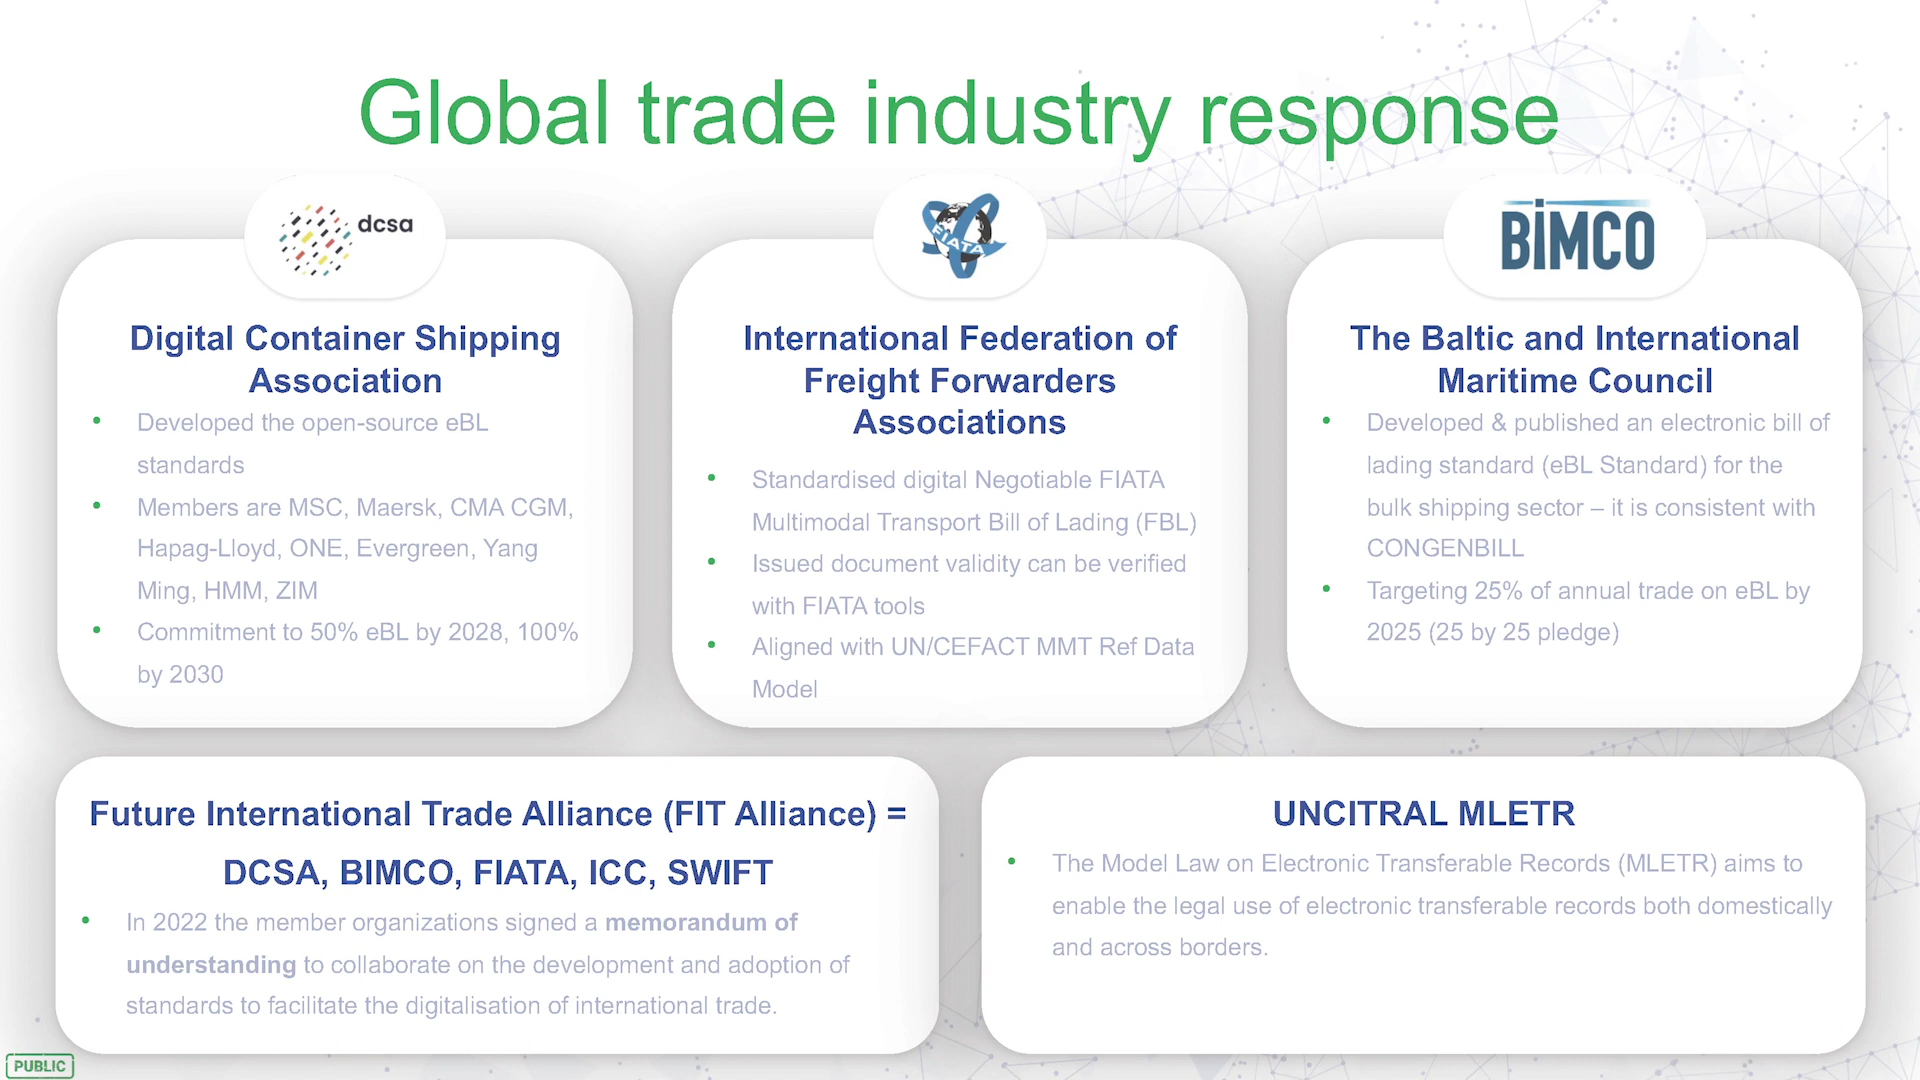 Global trade industry response
dcsa
FIATA
BIMCO
Digital Container Shipping
Association
• Developed the open-source eBL
standards
• Members are MSC, Maersk, CMA CGM,
Hapag-Lloyd, ONE, Evergreen, Yang
Ming, HMM, ZIM
• Commitment to 50% eBL by 2028, 100%
by 2030
International Federation of
Freight Forwarders
Associations
• Standardised digital Negotiable FIATA
Multimodal Transport Bill of Lading (FBL)
• Issued document validity can be verified
with FIATA tools
• Aligned with UN/CEFACT MMT Ref Data
Model
The Baltic and International
Maritime Council
• Developed & published an electronic bill of
lading standard (eBL Standard) for the
bulk shipping sector – it is consistent with
CONGENBILL
• Targeting 25% of annual trade on eBL by
2025 (25 by 25 pledge)
Future International Trade Alliance (FIT Alliance) =
DCSA, BIMCO, FIATA, ICC, SWIFT
• In 2022 the member organizations signed a memorandum of
understanding to collaborate on the development and adoption of
standards to facilitate the digitalisation of international trade.
UNCITRAL MLETR
• The Model Law on Electronic Transferable Records (MLETR) aims to
enable the legal use of electronic transferable records both domestically
and across borders.
PUBLIC